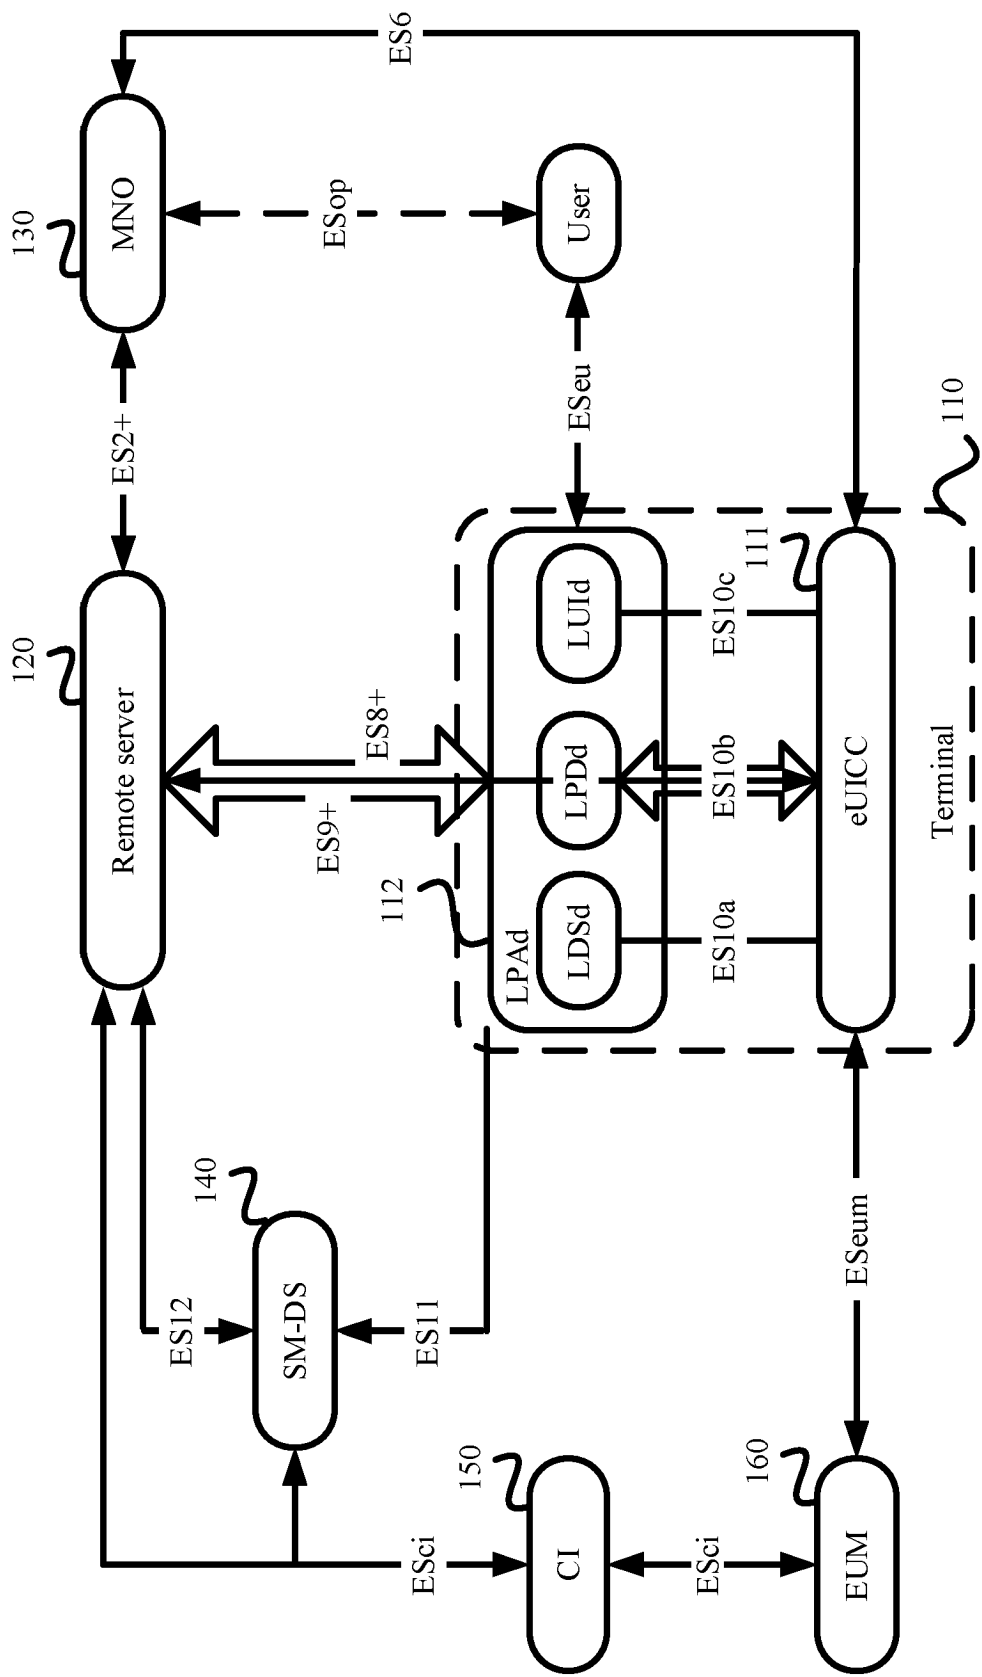 ESci
ES12
120
Remote server
ES2+
130
MNO
ES6
140
SM-DS
ES11
ES9+
ES8+
ESop
150
CI
112
LPAd
LDSd
LPDd
LUId
ESeu
User
ESci
ES10a
ES10b
ES10c
111
160
EUM
ESeum
eUICC
Terminal
110